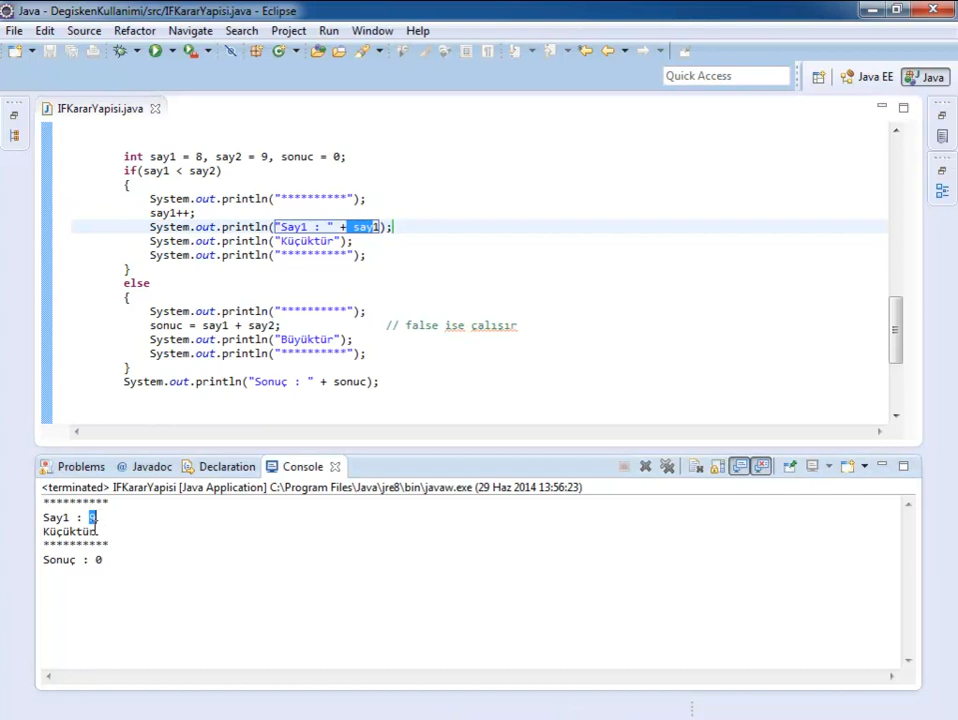 Java - DegiskenKullanimi/src/IFKararYapisi.java - Eclipse
File Edit Source Refactor Navigate Search Project Run Window Help
Quick Access
Java EE
Java
IFKararYapisi.java
int say1 = 8, say2 = 9, sonuc = 0;
if(say1 < say2)
{
System.out.println("**********");
say1++;
System.out.println("Say1 : " + say1);
System.out.println("Küçüktür");
System.out.println("**********");
}
else
{
System.out.println("**********");
sonuc = say1 + say2; // false ise çalışır
System.out.println("Büyüktür");
System.out.println("**********");
}
System.out.println("Sonuç : " + sonuc);
Problems @ Javadoc Declaration Console
<terminated> IFKararYapisi [Java Application] C:\Program Files\Java\jre8\bin\javaw.exe (29 Haz 2014 13:56:23)
**********
Say1 : 9
Küçüktür
**********
Sonuç : 0